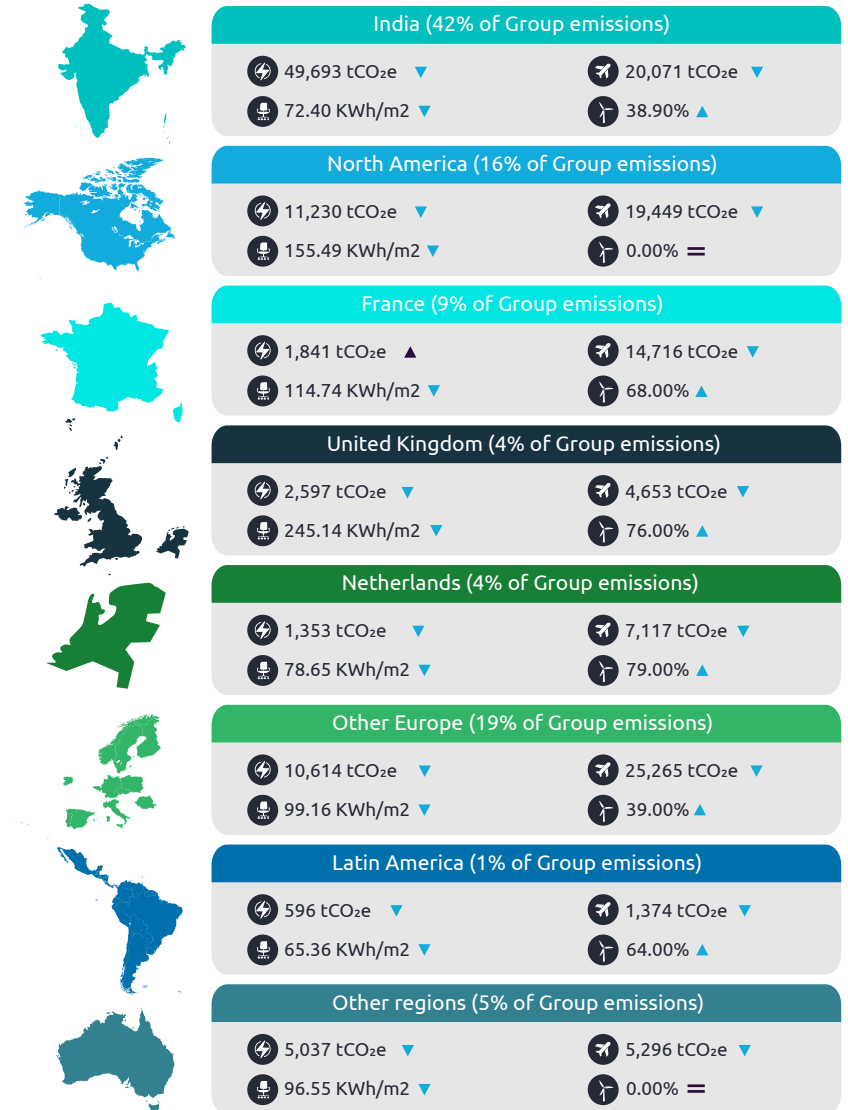 India (42% of Group emissions)
49,693 tCO₂e ▼ 20,071 tCO₂e ▼
72.40 KWh/m2 ▼ 38.90% ▲
North America (16% of Group emissions)
11,230 tCO₂e ▼ 19,449 tCO₂e ▼
155.49 KWh/m2 ▼ 0.00% =
France (9% of Group emissions)
1,841 tCO₂e ▲ 14,716 tCO₂e ▼
114.74 KWh/m2 ▼ 68.00% ▲
United Kingdom (4% of Group emissions)
2,597 tCO₂e ▼ 4,653 tCO₂e ▼
245.14 KWh/m2 ▼ 76.00% ▲
Netherlands (4% of Group emissions)
1,353 tCO₂e ▼ 7,117 tCO₂e ▼
78.65 KWh/m2 ▼ 79.00% ▲
Other Europe (19% of Group emissions)
10,614 tCO₂e ▼ 25,265 tCO₂e ▼
99.16 KWh/m2 ▼ 39.00% ▲
Latin America (1% of Group emissions)
596 tCO₂e ▼ 1,374 tCO₂e ▼
65.36 KWh/m2 ▼ 64.00% ▲
Other regions (5% of Group emissions)
5,037 tCO₂e ▼ 5,296 tCO₂e ▼
96.55 KWh/m2 ▼ 0.00% =